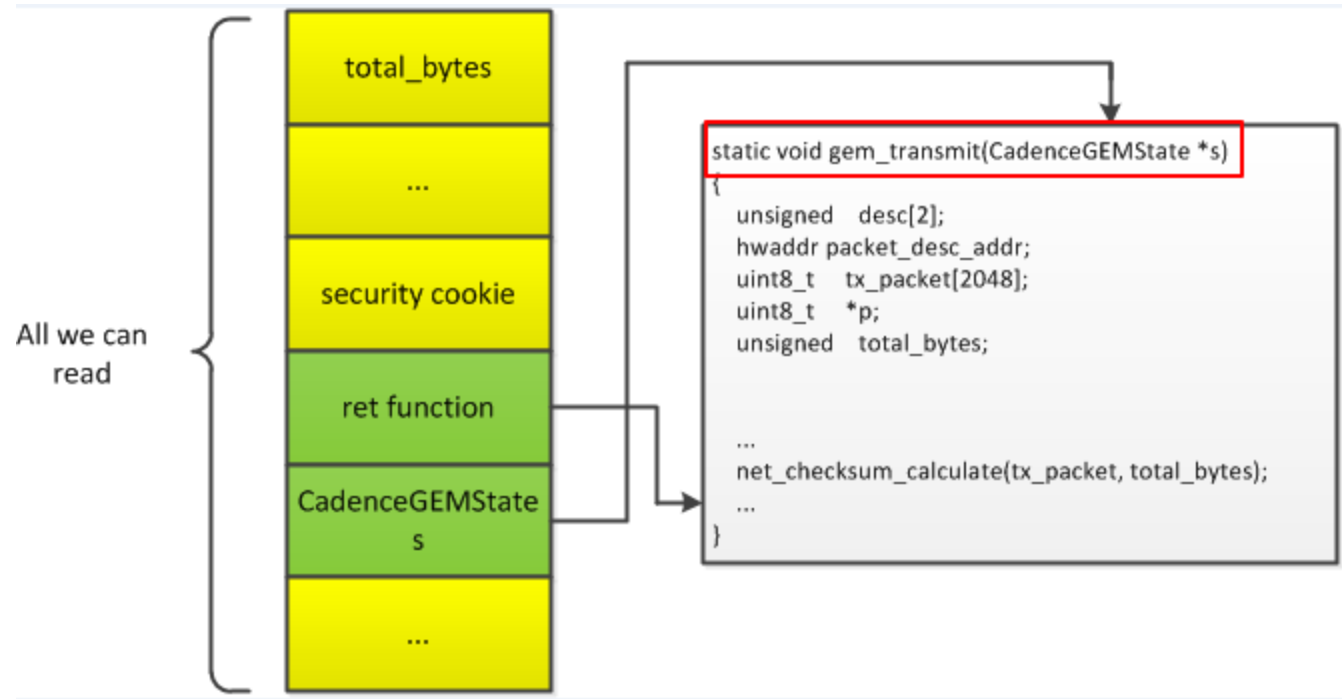 All we can
read
total_bytes
...
security cookie
ret function
CadenceGEMState
s
...
static void gem_transmit(CadenceGEMState *s)
{
unsigned desc[2];
hwaddr packet_desc_addr;
uint8_t tx_packet[2048];
uint8_t *p;
unsigned total_bytes;
...
net_checksum_calculate(tx_packet, total_bytes);
...
}